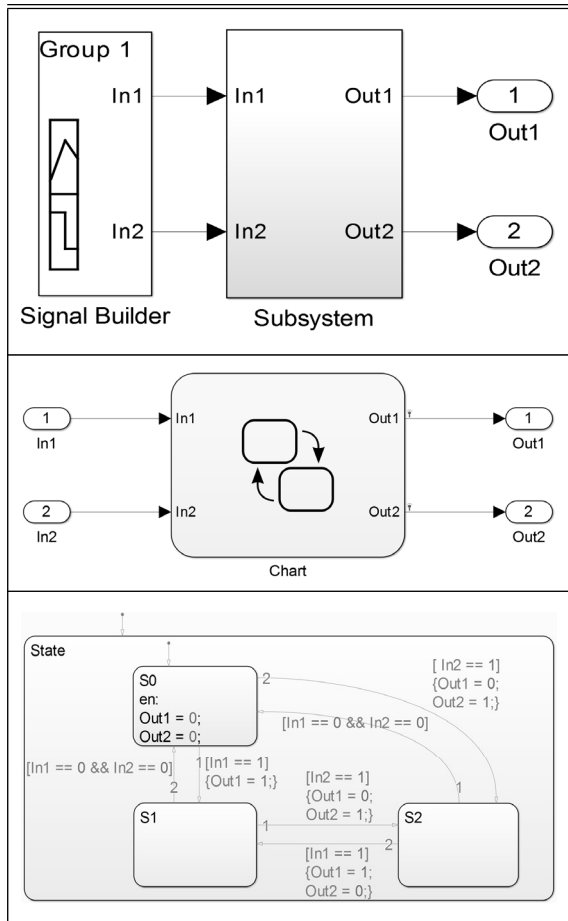 Group 1
In1
In2
Signal Builder
In1
In2
Out1
Out2
Subsystem
1
Out1
2
Out2
1
In1
2
In2
In1
In2
Out1
Out2
Chart
1
Out1
2
Out2
State
S0
en:
Out1 = 0;
Out2 = 0;
2
[ In2 == 1]
{Out1 = 0;
Out2 = 1;}
[In1 == 0 && In2 == 0]
1
[In1 == 0 && In2 == 0]
2
1
[In1 == 1]
{Out1 = 1;}
S1
1
[In2 == 1]
{Out1 = 0;
Out2 = 1;}
S2
2
[In1 == 1]
{Out1 = 1;
Out2 = 0;}